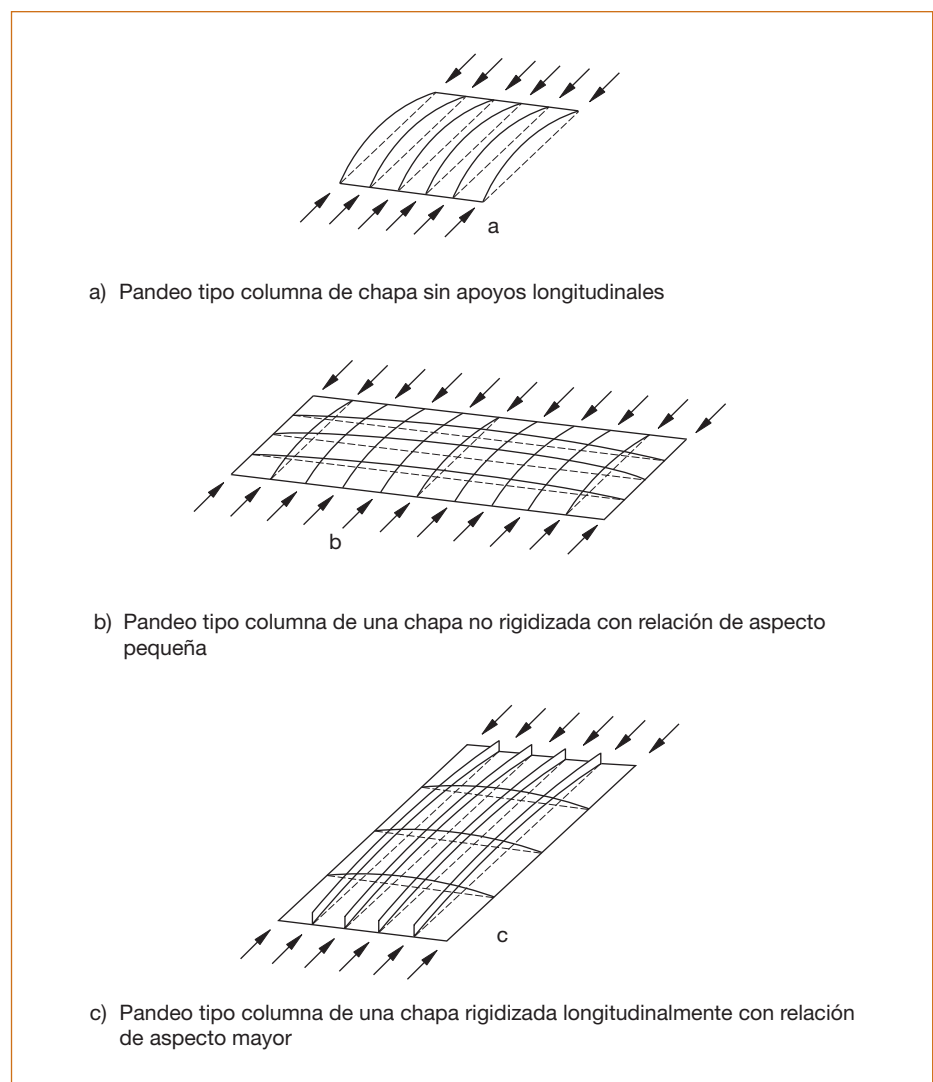 a
a) Pandeo tipo columna de chapa sin apoyos longitudinales
b
b) Pandeo tipo columna de una chapa no rigidizada con relación de aspecto
pequeña
c
c) Pandeo tipo columna de una chapa rigidizada longitudinalmente con relación
de aspecto mayor